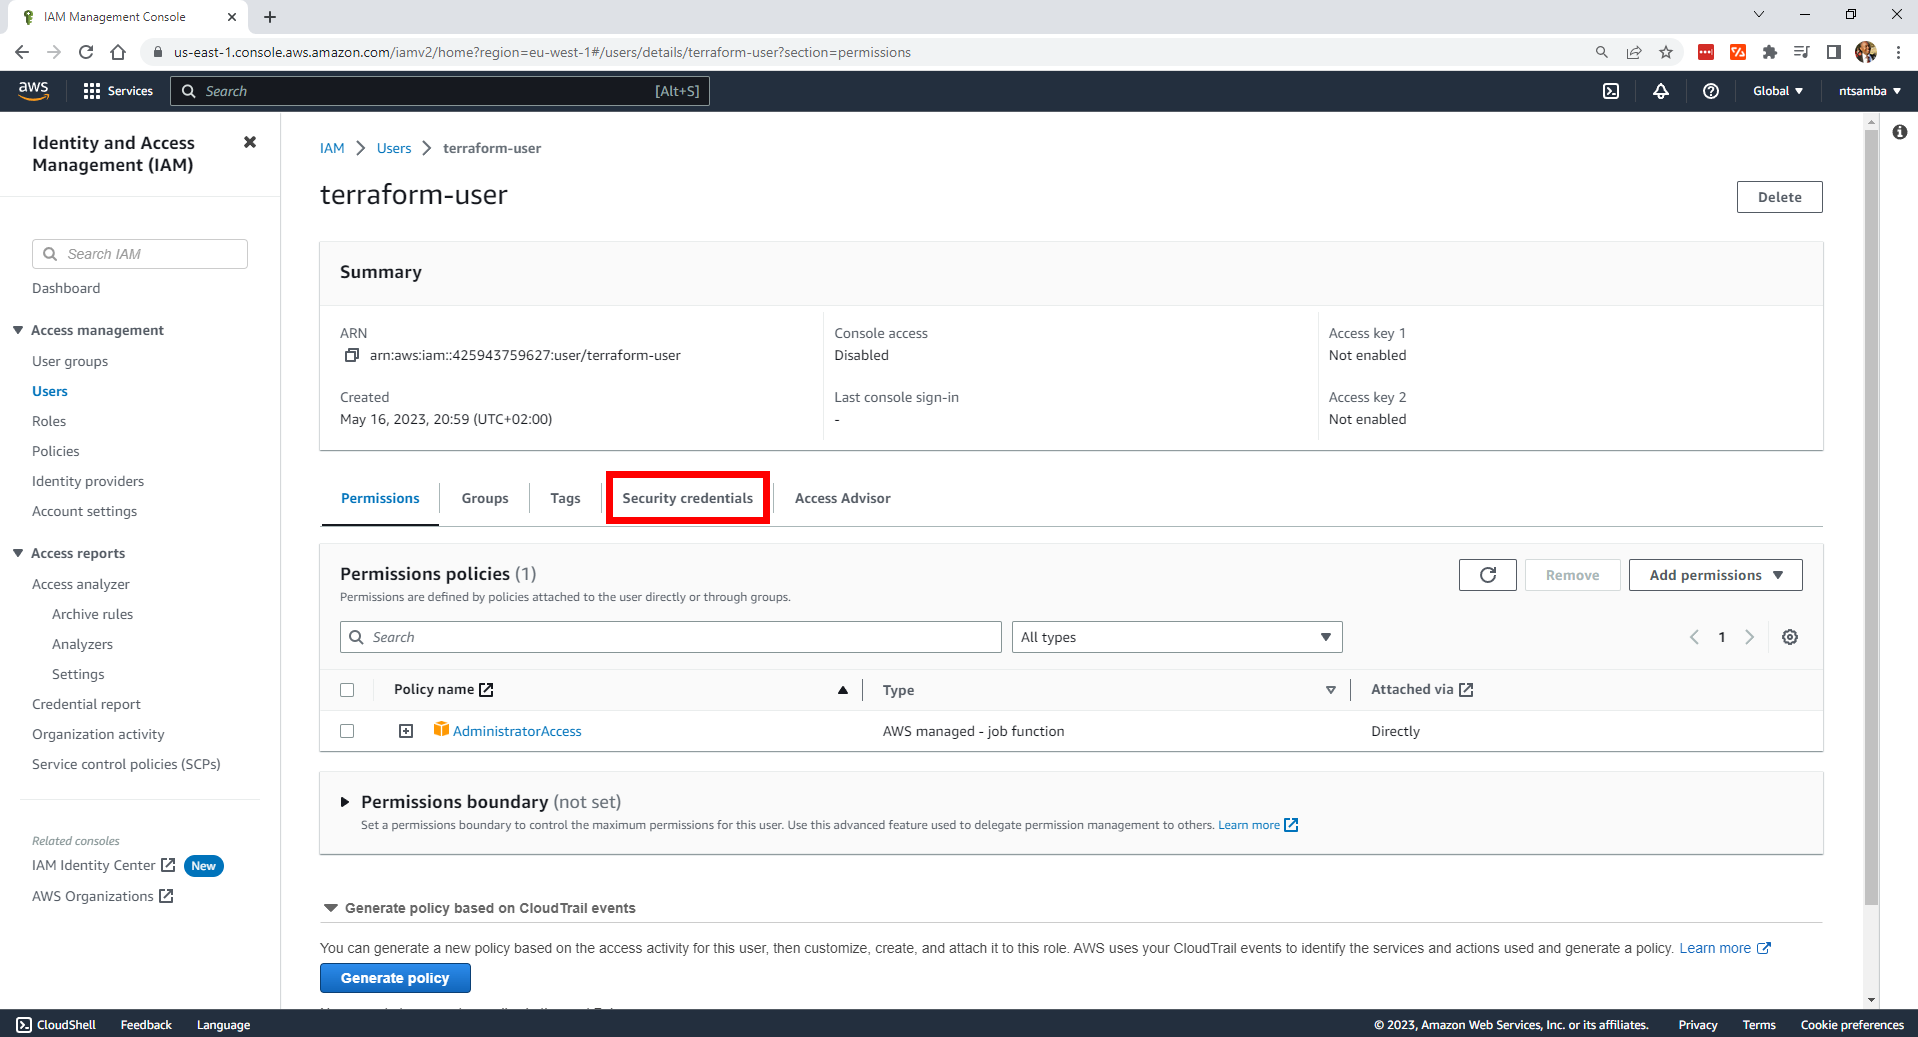 IAM Management Console
us-east-1.console.aws.amazon.com/iamv2/home?region=eu-west-1#/users/details/terraform-user?section=permissions
aws
Services
Search
[Alt+S]
Global
ntsamba
Identity and Access
Management (IAM)
Search IAM
Dashboard
Access management
User groups
Users
Roles
Policies
Identity providers
Account settings
Access reports
Access analyzer
Archive rules
Analyzers
Settings
Credential report
Organization activity
Service control policies (SCPs)
Related consoles
IAM Identity Center New
AWS Organizations
IAM > Users > terraform-user
terraform-user
Delete
Summary
ARN
arn:aws:iam::425943759627:user/terraform-user
Created
May 16, 2023, 20:59 (UTC+02:00)
Console access
Disabled
Last console sign-in
-
Access key 1
Not enabled
Access key 2
Not enabled
Permissions
Groups
Tags
Security credentials
Access Advisor
Permissions policies (1)
Permissions are defined by policies attached to the user directly or through groups.
Remove
Add permissions
Search
All types
1
Policy name
Type
Attached via
AdministratorAccess
AWS managed - job function
Directly
Permissions boundary (not set)
Set a permissions boundary to control the maximum permissions for this user. Use this advanced feature used to delegate permission management to others. Learn more
Generate policy based on CloudTrail events
You can generate a new policy based on the access activity for this user, then customize, create, and attach it to this role. AWS uses your CloudTrail events to identify the services and actions used and generate a policy. Learn more
Generate policy
CloudShell
Feedback
Language
© 2023, Amazon Web Services, Inc. or its affiliates.
Privacy
Terms
Cookie preferences